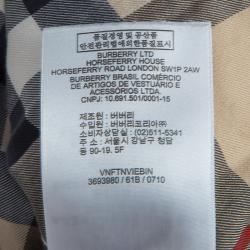 품질경영 및 공산품
안전관리법에의한품질표시
BURBERRY LTD
HORSEFERRY HOUSE
HORSEFERRY ROAD LONDON SW1P 2AW
BURBERRY BRASIL COMÉRCIO
DE ARTIGOS DE VESTUÁRIO E
ACESSÓRIOS LTDA.
CNPJ: 10.691.501/0001-15
제조원 : 버버리
수입원 : 버버리코리아㈜
소비자상담실: (02)511-5341
주소 : 서울시 강남구 청담
동 90-19. 5F
VNFTNVIEBIN
3693980 / 61B / 0710